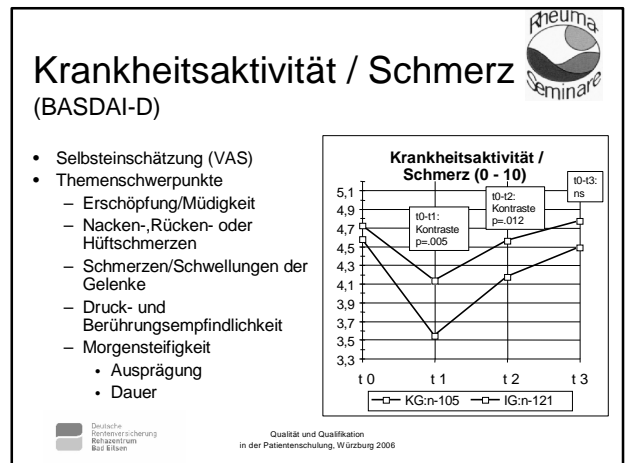 Rheuma-
Seminare
Krankheitsaktivität / Schmerz
(BASDAI-D)
• Selbsteinschätzung (VAS)
• Themenschwerpunkte
– Erschöpfung/Müdigkeit
– Nacken-,Rücken- oder
Hüftschmerzen
– Schmerzen/Schwellungen der
Gelenke
– Druck- und
Berührungsempfindlichkeit
– Morgensteifigkeit
• Ausprägung
• Dauer
Krankheitsaktivität /
Schmerz (0 - 10)
t0-t1:
Kontraste
p=.005
t0-t2:
Kontraste
p=.012
t0-t3:
ns
5,1
4,9
4,7
4,5
4,3
4,1
3,9
3,7
3,5
3,3
t 0 t 1 t 2 t 3
KG:n-105 IG:n-121
Deutsche
Rentenversicherung
Rehazentrum
Bad Eilsen
Qualität und Qualifikation
in der Patientenschulung, Würzburg 2006